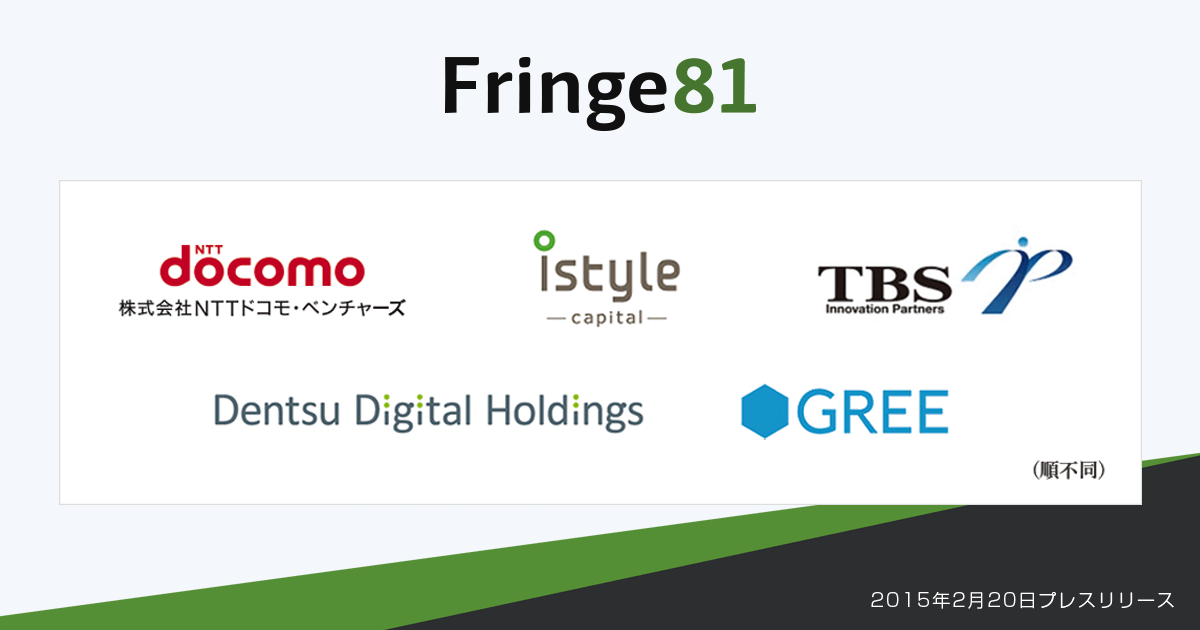 Fringe81
NTT
docomo
株式会社NTTドコモ・ベンチャーズ
istyle
capital
TBS
Innovation Partners
Dentsu Digital Holdings
GREE
（順不同）
2015年2月20日プレスリリース